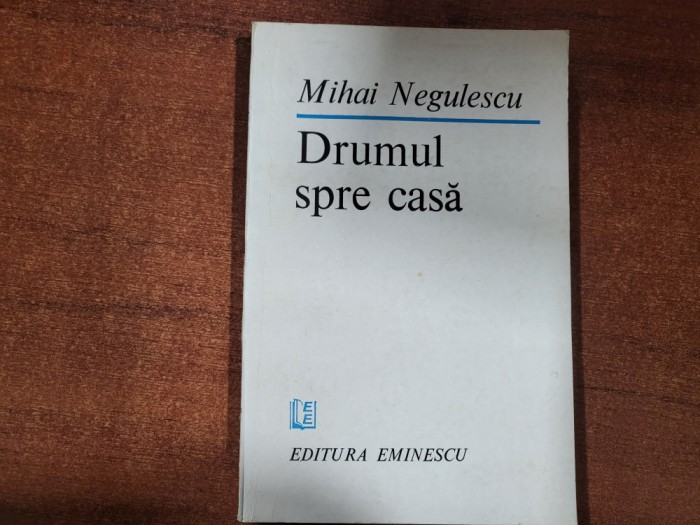 Mihai Negulescu
Drumul
spre casă
E
E
EDITURA EMINESCU